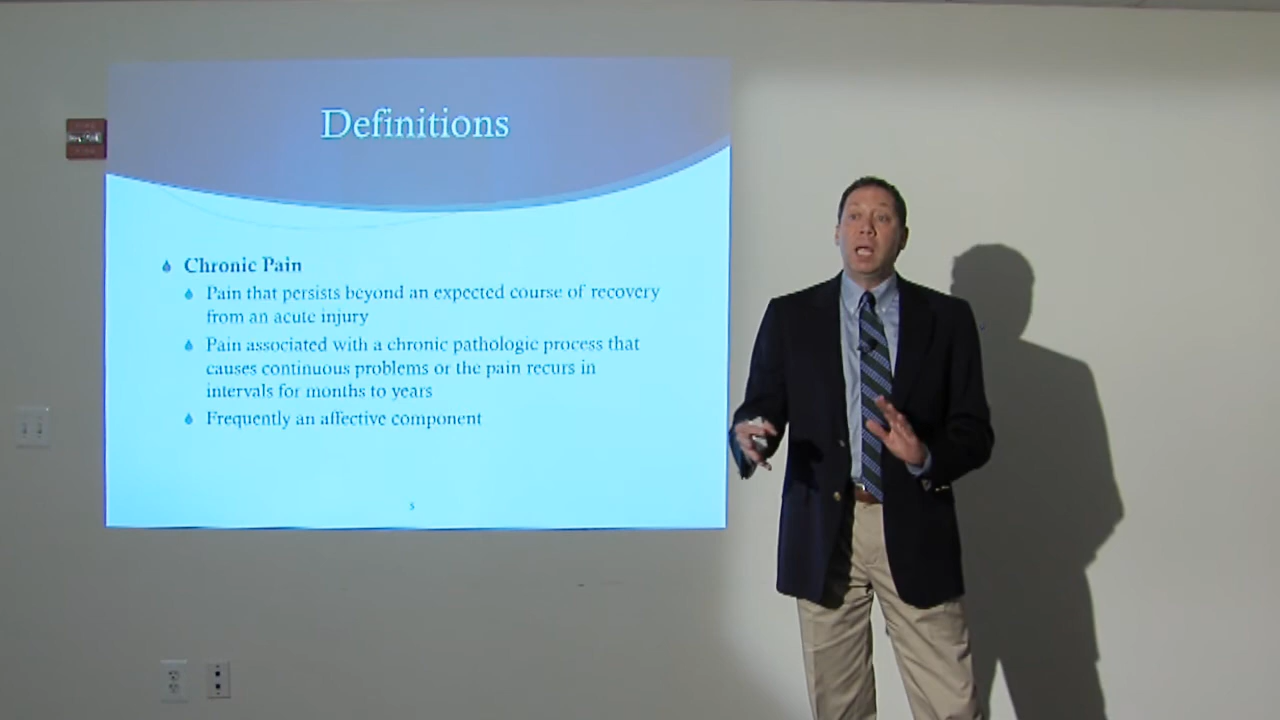 Definitions
Chronic Pain
Pain that persists beyond an expected course of recovery
from an acute injury
Pain associated with a chronic pathologic process that
causes continuous problems or the pain recurs in
intervals for months to years
Frequently an affective component
5